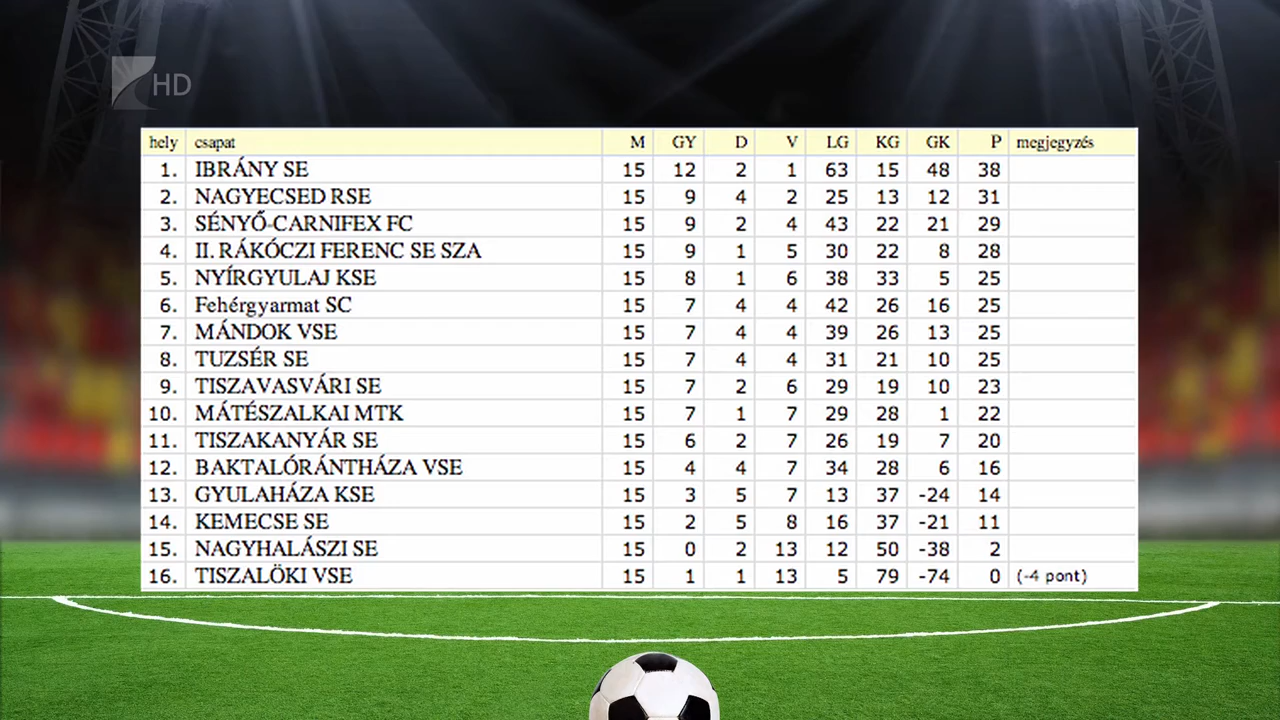 HD
hely csapat M GY D V LG KG GK P megjegyzés
1. IBRÁNY SE 15 12 2 1 63 15 48 38
2. NAGYECSED RSE 15 9 4 2 25 13 12 31
3. SÉNYŐ-CARNIFEX FC 15 9 2 4 43 22 21 29
4. II. RÁKÓCZI FERENC SE SZA 15 9 1 5 30 22 8 28
5. NYÍRGYULAJ KSE 15 8 1 6 38 33 5 25
6. Fehérgyarmat SC 15 7 4 4 42 26 16 25
7. MÁNDOK VSE 15 7 4 4 39 26 13 25
8. TUZSÉR SE 15 7 4 4 31 21 10 25
9. TISZAVASVÁRI SE 15 7 2 6 29 19 10 23
10. MÁTÉSZALKAI MTK 15 7 1 7 29 28 1 22
11. TISZAKANYÁR SE 15 6 2 7 26 19 7 20
12. BAKTALÓRÁNTHÁZA VSE 15 4 4 7 34 28 6 16
13. GYULAHÁZA KSE 15 3 5 7 13 37 -24 14
14. KEMECSE SE 15 2 5 8 16 37 -21 11
15. NAGYHALÁSZI SE 15 0 2 13 12 50 -38 2
16. TISZALÖKI VSE 15 1 1 13 5 79 -74 0 (-4 pont)